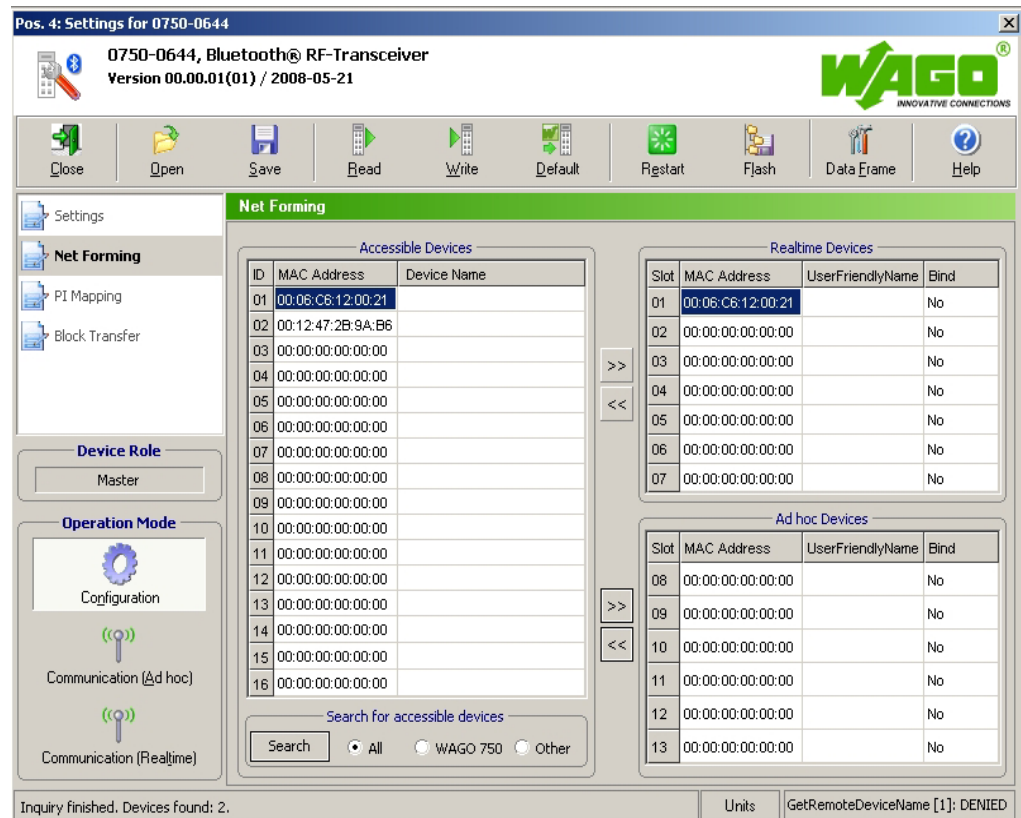 Pos. 4: Settings for 0750-0644
0750-0644, Bluetooth® RF-Transceiver
Version 00.00.01(01) / 2008-05-21
WAGO®
INNOVATIVE CONNECTIONS
Close Open Save Read Write Default Restart Flash Data Frame Help
Settings
Net Forming
PI Mapping
Block Transfer
Device Role
Master
Operation Mode
Configuration
Communication (Ad hoc)
Communication (Realtime)
Net Forming
Accessible Devices
ID MAC Address Device Name
01 00:06:C6:12:00:21
02 00:12:47:2B:9A:B6
03 00:00:00:00:00:00
04 00:00:00:00:00:00
05 00:00:00:00:00:00
06 00:00:00:00:00:00
07 00:00:00:00:00:00
08 00:00:00:00:00:00
09 00:00:00:00:00:00
10 00:00:00:00:00:00
11 00:00:00:00:00:00
12 00:00:00:00:00:00
13 00:00:00:00:00:00
14 00:00:00:00:00:00
15 00:00:00:00:00:00
16 00:00:00:00:00:00
Search for accessible devices
Search All WAGO 750 Other
>>
<<
>>
<<
Realtime Devices
Slot MAC Address UserFriendlyName Bind
01 00:06:C6:12:00:21 No
02 00:00:00:00:00:00 No
03 00:00:00:00:00:00 No
04 00:00:00:00:00:00 No
05 00:00:00:00:00:00 No
06 00:00:00:00:00:00 No
07 00:00:00:00:00:00 No
Ad hoc Devices
Slot MAC Address UserFriendlyName Bind
08 00:00:00:00:00:00 No
09 00:00:00:00:00:00 No
10 00:00:00:00:00:00 No
11 00:00:00:00:00:00 No
12 00:00:00:00:00:00 No
13 00:00:00:00:00:00 No
Inquiry finished. Devices found: 2. Units GetRemoteDeviceName [1]: DENIED